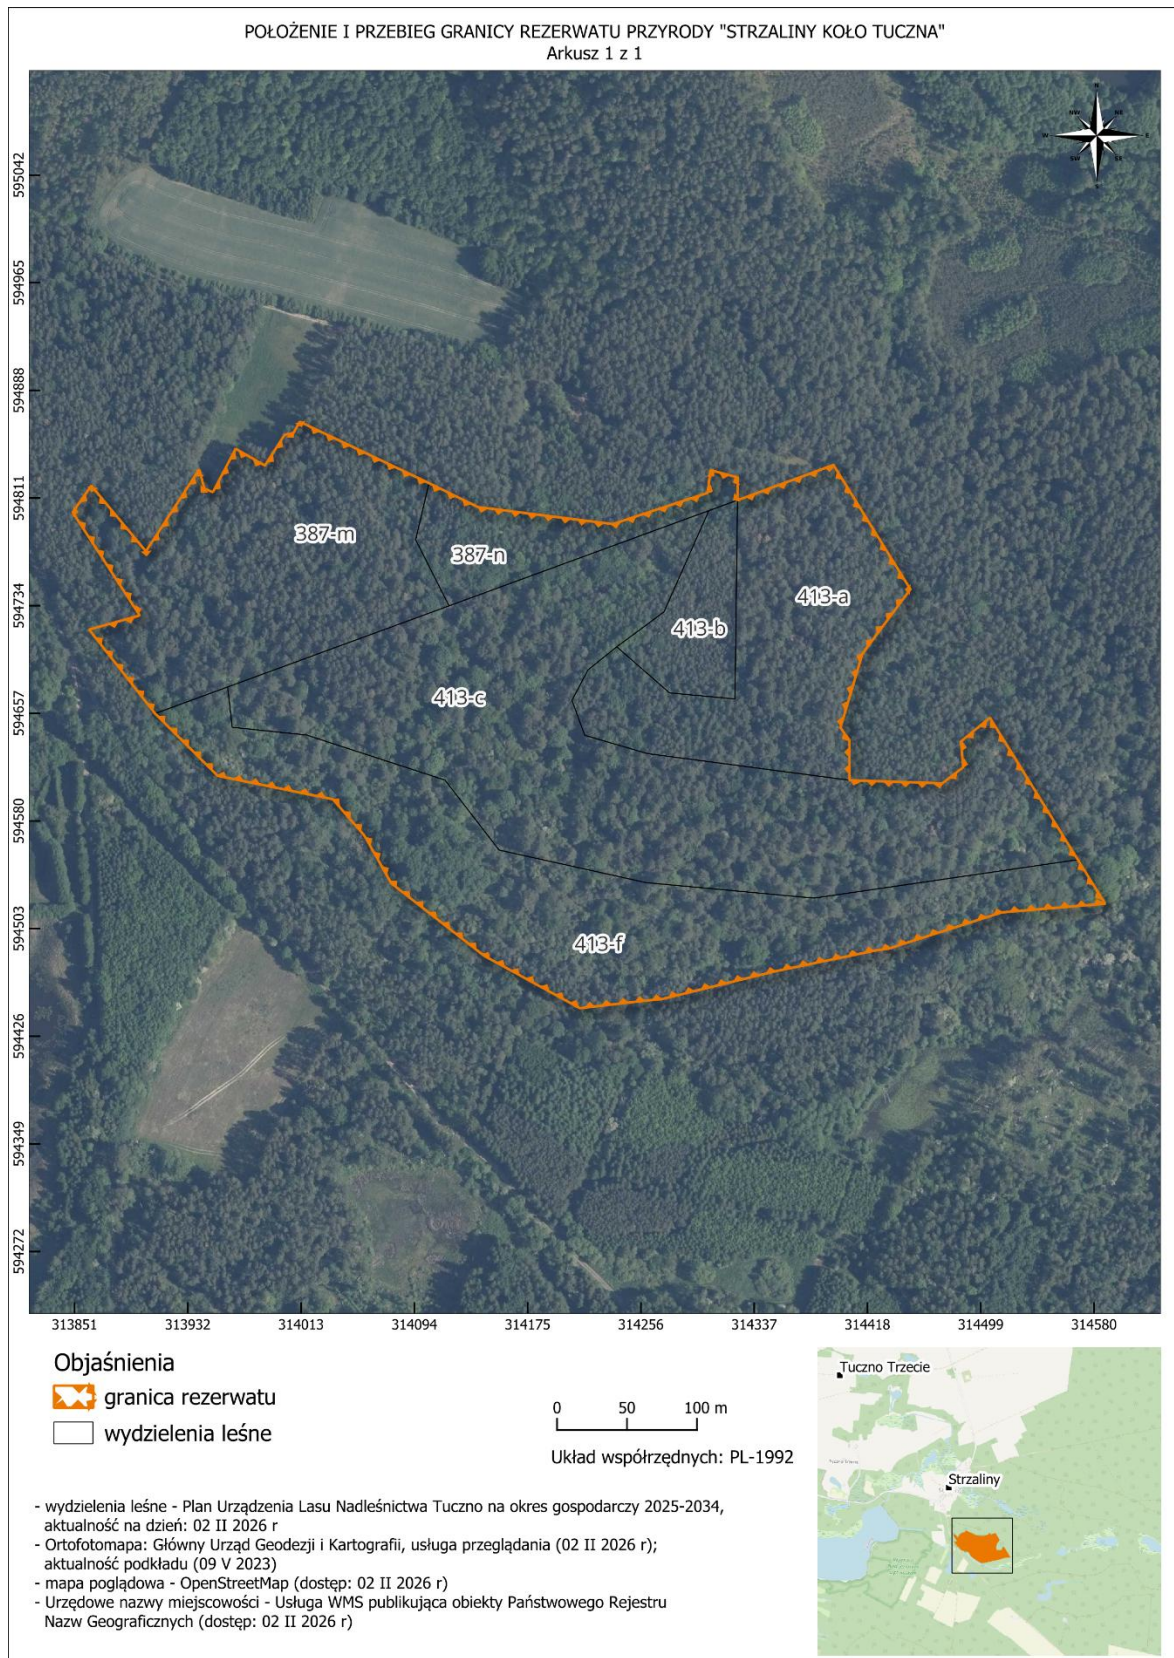 POŁOŻENIE I PRZEBIEG GRANICY REZERWATU PRZYRODY "STRZALINY KOŁO TUCZNA"
Arkusz 1 z 1
N
NW
NE
W
E
SW
SE
595042
594965
594888
594811
594734
594657
594580
594503
594426
594349
594272
387-m
387-n
413-a
413-b
413-c
413-f
313851
313932
314013
314094
314175
314256
314337
314418
314499
314580
Objaśnienia
granica rezerwatu
wydzielenia leśne
0
50
100 m
Układ współrzędnych: PL-1992
Tuczno Trzecie
Strzaliny
- wydzielenia leśne - Plan Urządzenia Lasu Nadleśnictwa Tuczno na okres gospodarczy 2025-2034,
aktualność na dzień: 02 II 2026 r
- Ortofotomapa: Główny Urząd Geodezji i Kartografii, usługa przeglądania (02 II 2026 r);
aktualność podkładu (09 V 2023)
- mapa poglądowa - OpenStreetMap (dostęp: 02 II 2026 r)
- Urzędowe nazwy miejscowości - Usługa WMS publikująca obiekty Państwowego Rejestru
Nazw Geograficznych (dostęp: 02 II 2026 r)